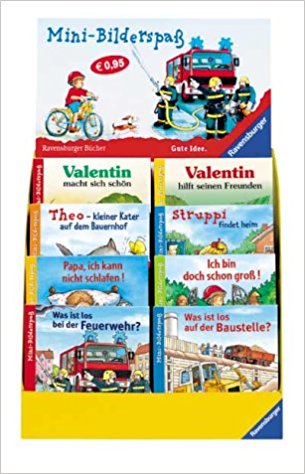 Mini-Bilderspaß
€ 0,95
Ravensburger Bücher
Gute Idee.
Ravensburger
Valentin
macht sich schön
Valentin
hilft seinen Freunden
Theo – kleiner Kater
auf dem Bauernhof
Struppi
findet heim
Papa, ich kann
nicht schlafen!
Ich bin
doch schon groß!
Mini-Bilderspaß
Was ist los
bei der Feuerwehr?
Mini-Bilderspaß
Was ist los
auf der Baustelle?
Ravensburger